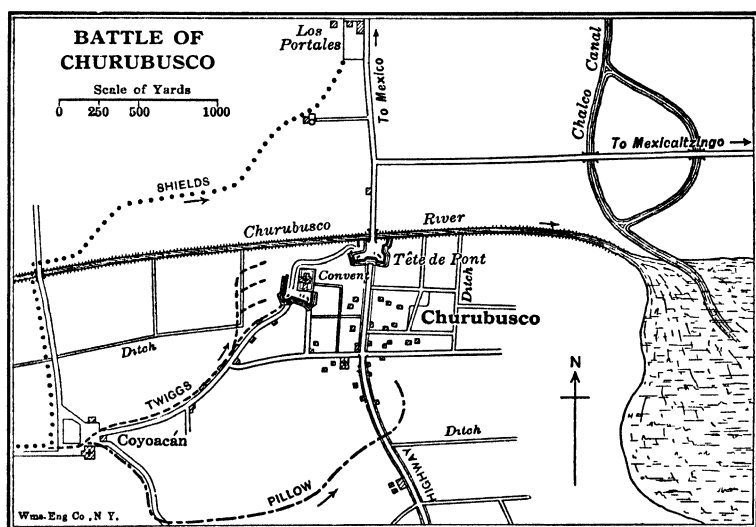 BATTLE OF
CHURUBUSCO
Scale of Yards
0 250 500 1000
Los
Portales
To Mexico
Chalco Canal
To Mexicaltzingo
SHIELDS
Churubusco River
Tête de Pont
Convent
Ditch
Churubusco
Ditch
TWIGGS
N
Coyoacán
Ditch
PILLOW
HIGHWAY
Wms. Eng Co., N Y.